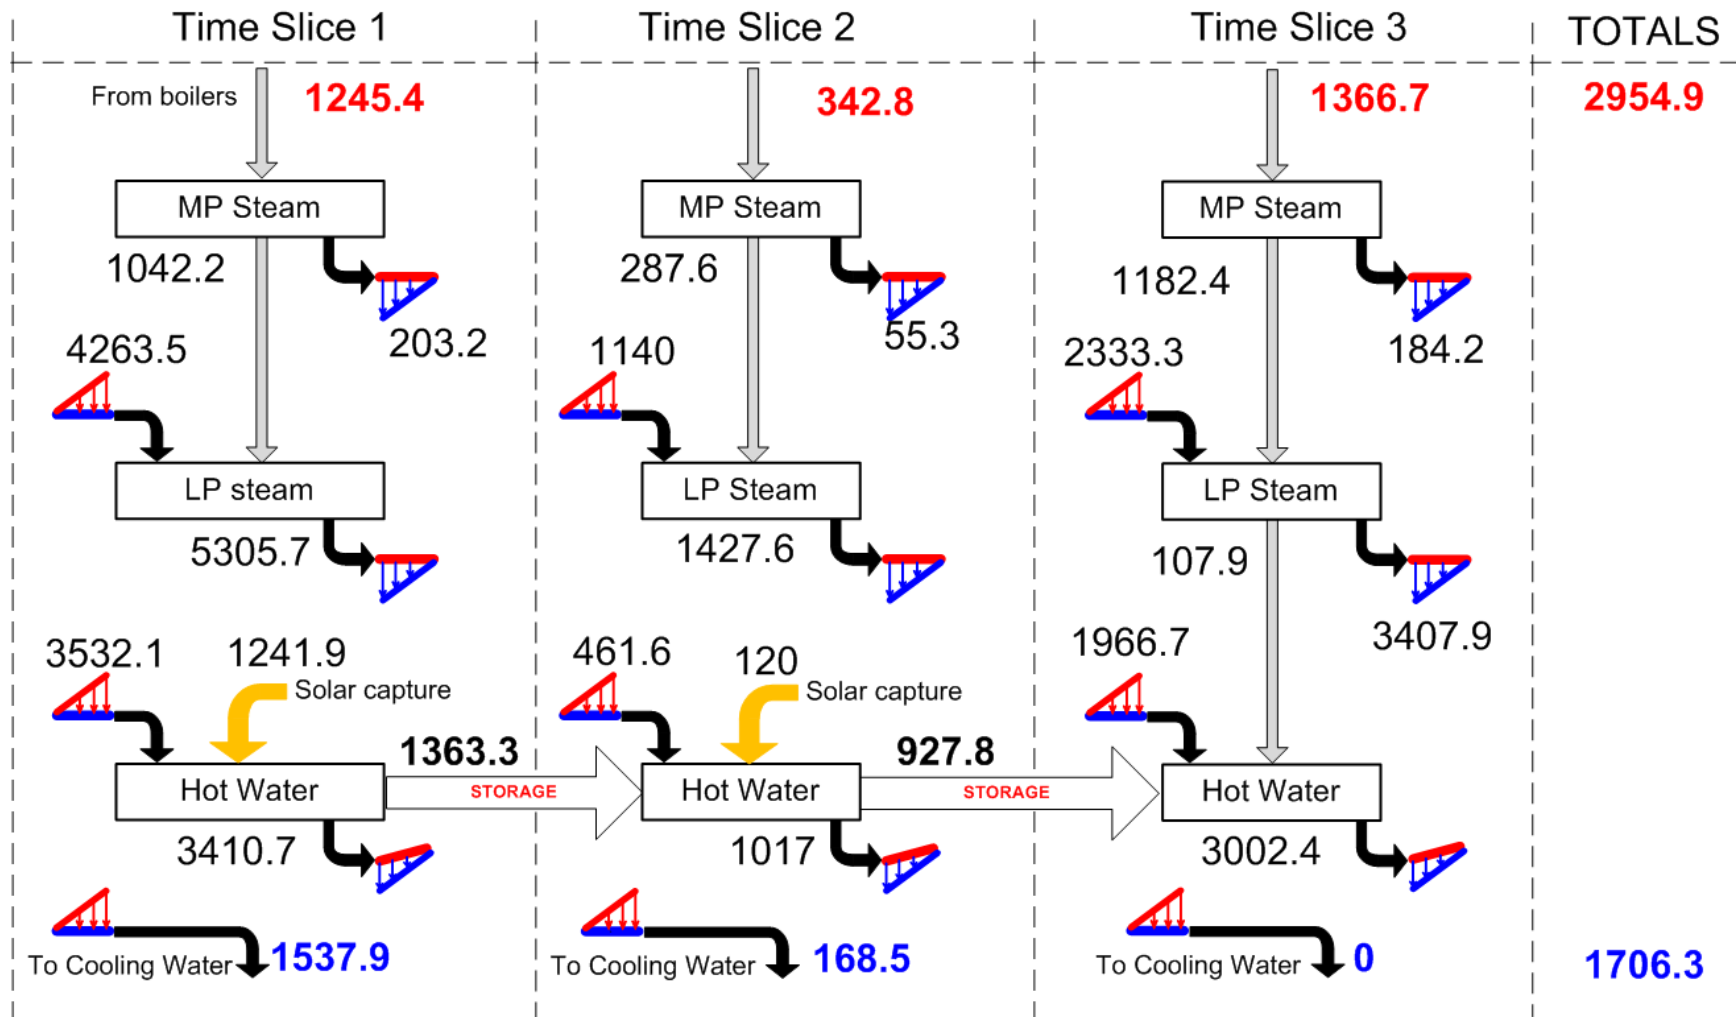 Time Slice 1 Time Slice 2 Time Slice 3 TOTALS
From boilers 1245.4 342.8 1366.7 2954.9
MP Steam MP Steam MP Steam
1042.2 287.6 1182.4
203.2 55.3 184.2
4263.5 1140 2333.3
LP steam LP Steam LP Steam
5305.7 1427.6 107.9
3407.9
3532.1 1241.9 461.6 120 1966.7
Solar capture Solar capture
1363.3 927.8
Hot Water STORAGE Hot Water STORAGE Hot Water
3410.7 1017 3002.4
To Cooling Water 1537.9 To Cooling Water 168.5 To Cooling Water 0 1706.3